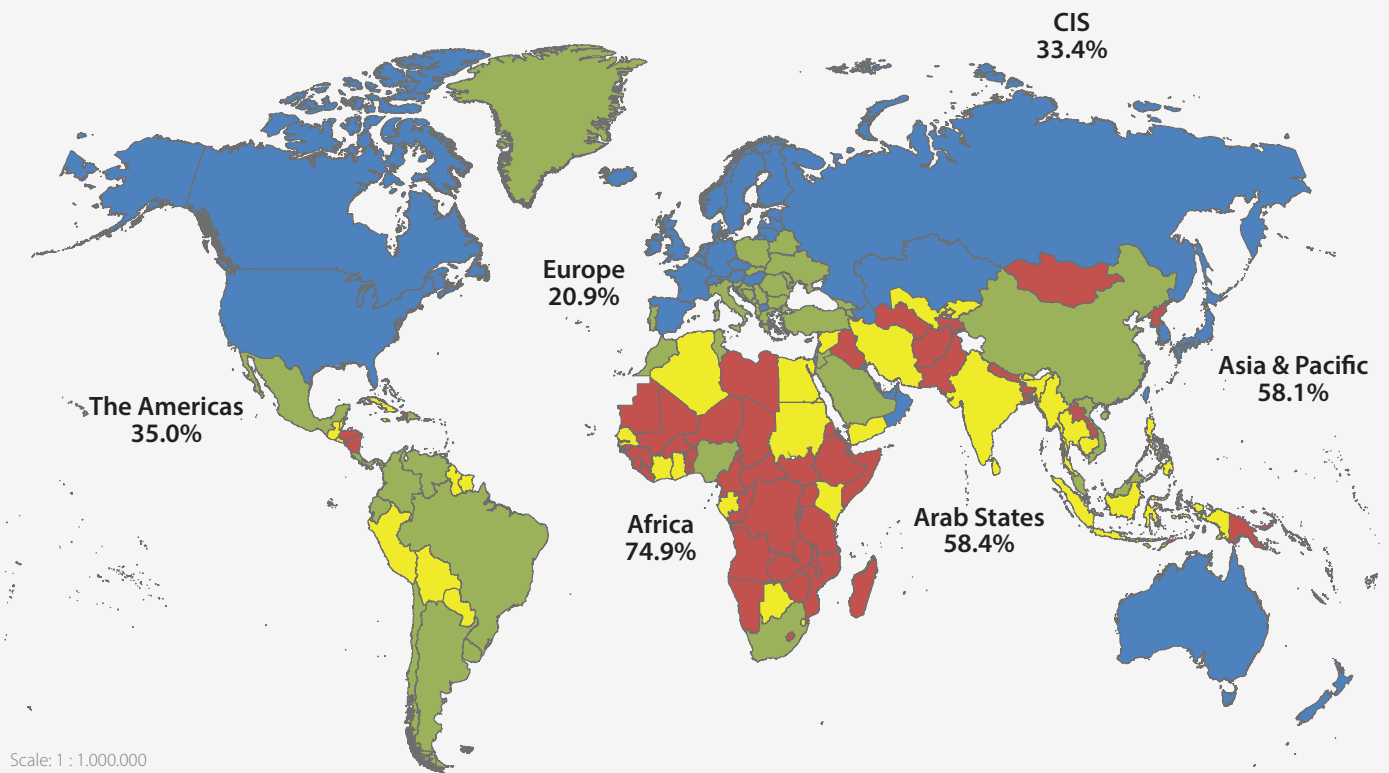 CIS
33.4%
Europe
20.9%
Asia & Pacific
58.1%
The Americas
35.0%
Africa
74.9%
Arab States
58.4%
Scale: 1 : 1.000.000